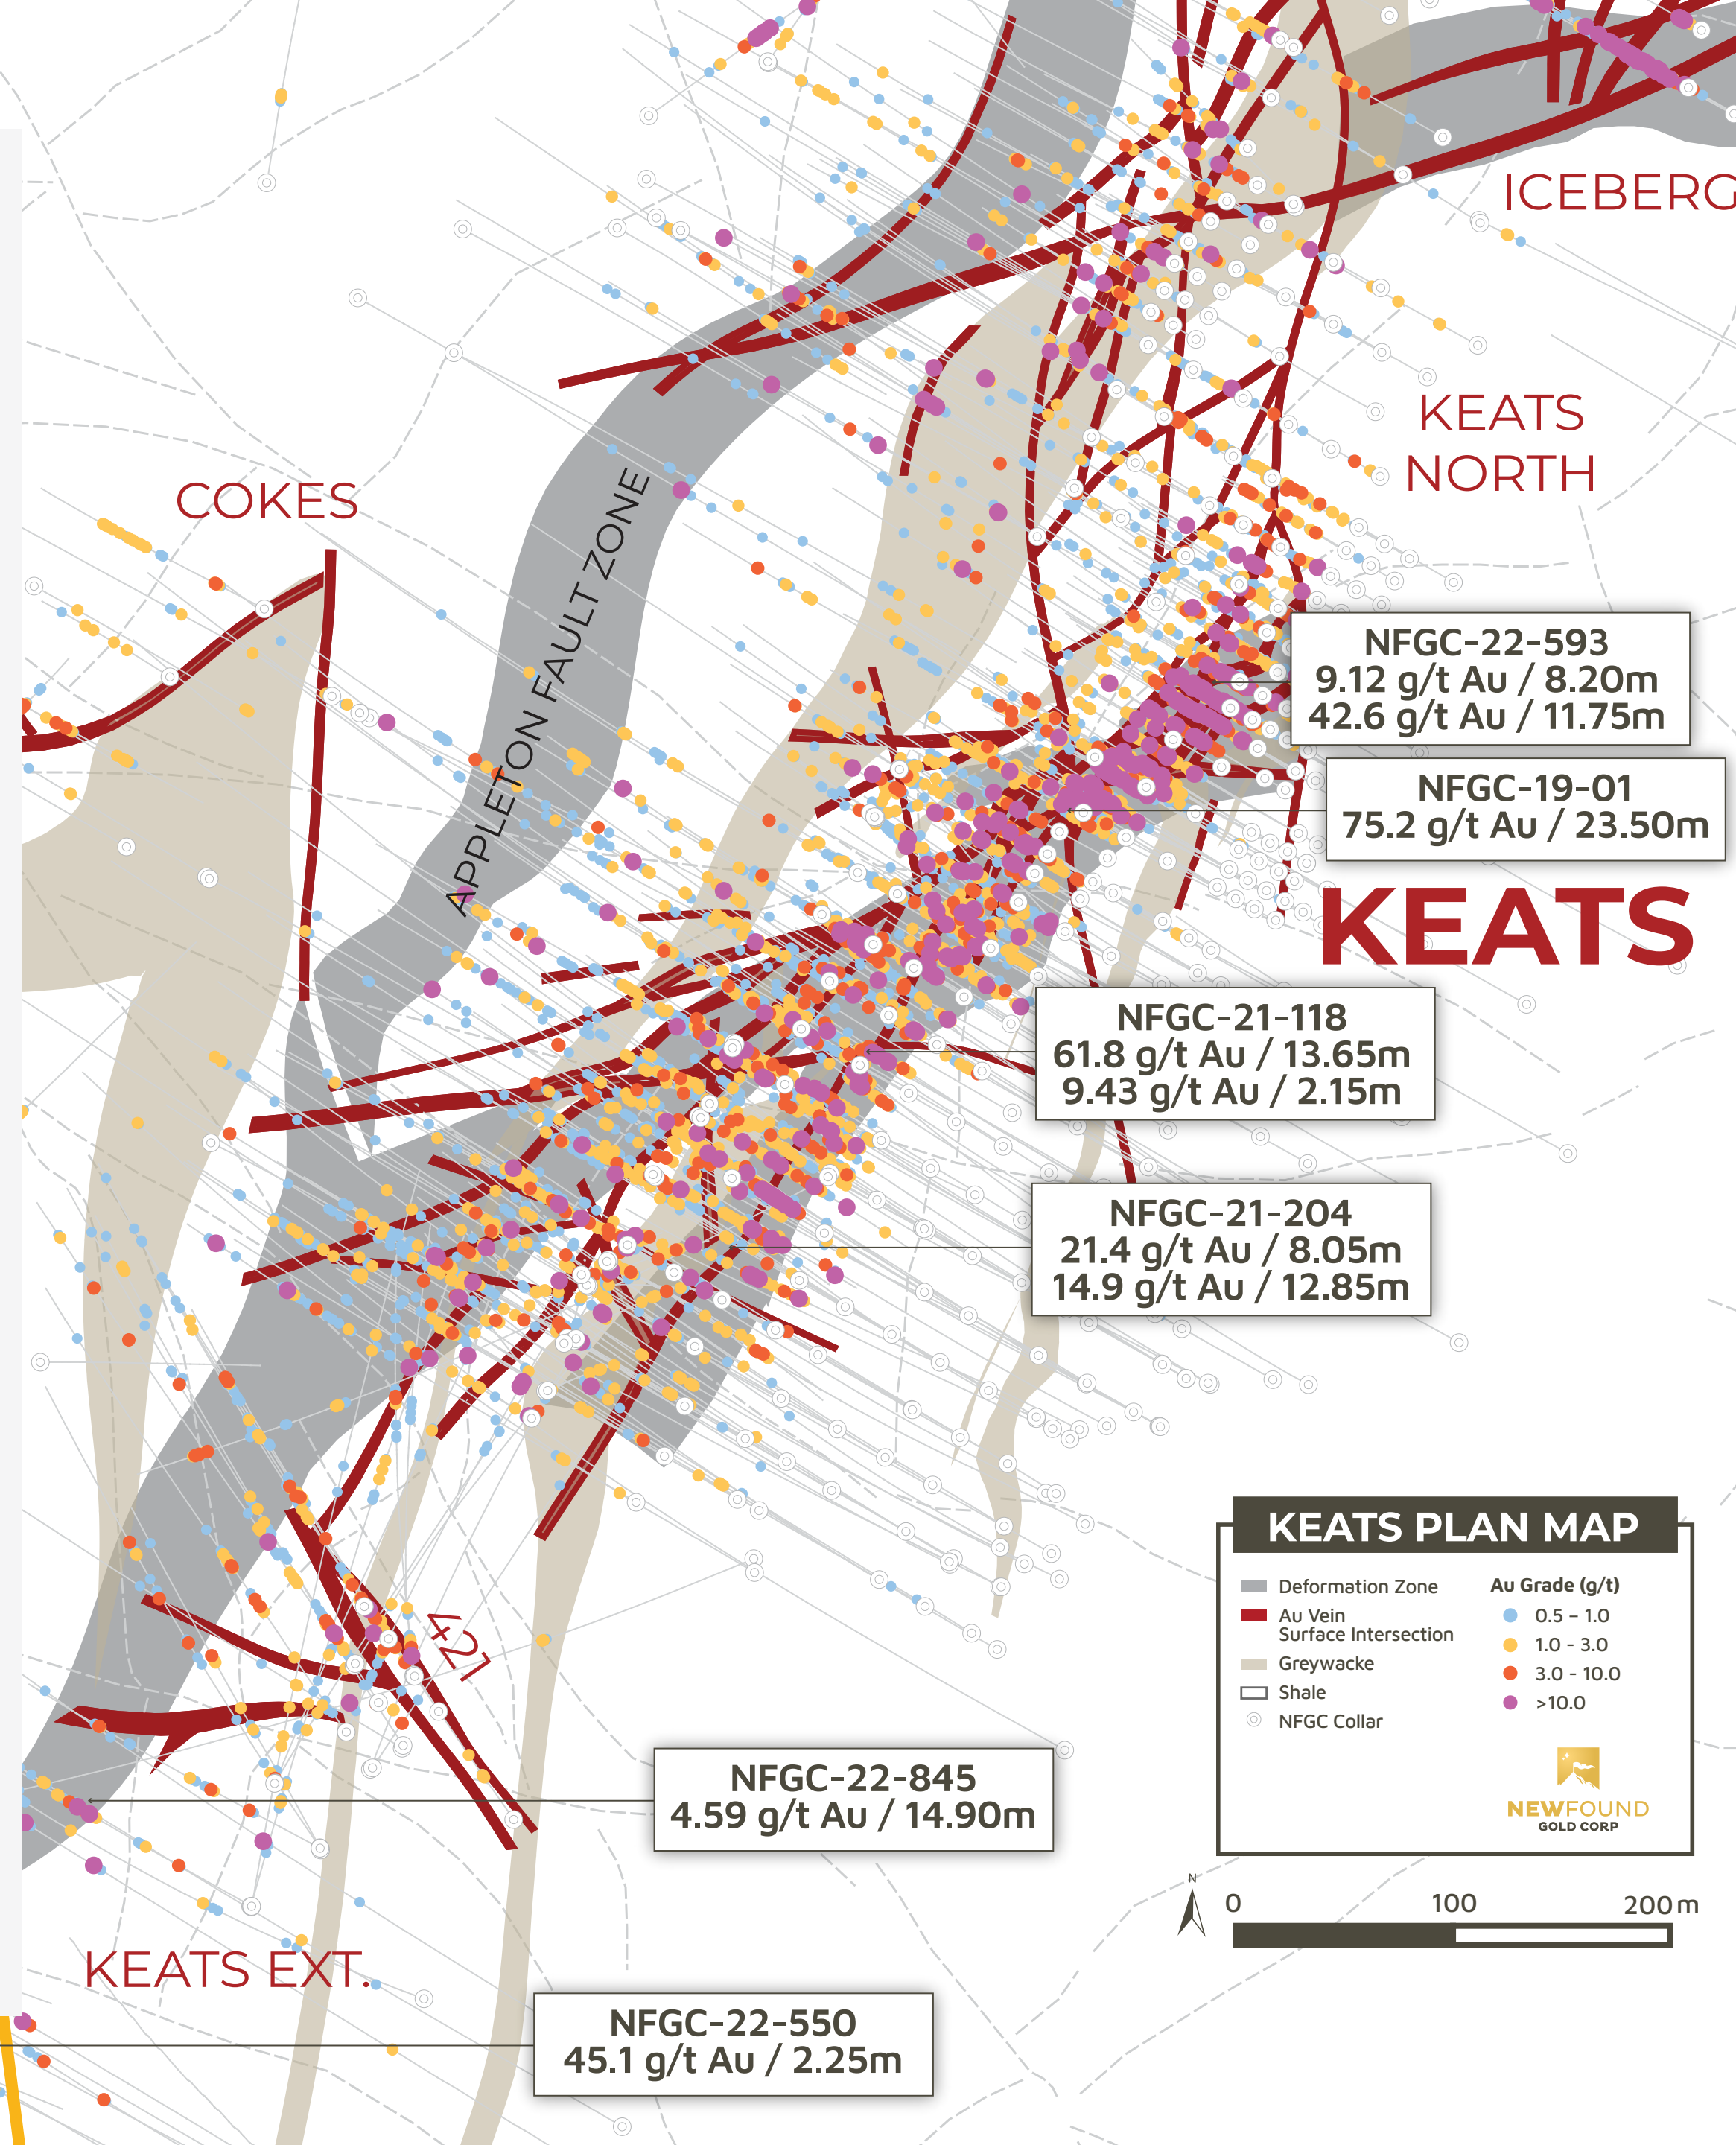 ICEBERG
KEATS
NORTH
COKES
APPLETON FAULT ZONE
NFGC-22-593
9.12 g/t Au / 8.20m
42.6 g/t Au / 11.75m
NFGC-19-01
75.2 g/t Au / 23.50m
KEATS
NFGC-21-118
61.8 g/t Au / 13.65m
9.43 g/t Au / 2.15m
NFGC-21-204
21.4 g/t Au / 8.05m
14.9 g/t Au / 12.85m
421
NFGC-22-845
4.59 g/t Au / 14.90m
KEATS EXT.
NFGC-22-550
45.1 g/t Au / 2.25m
KEATS PLAN MAP
Deformation Zone
Au Vein
Surface Intersection
Greywacke
Shale
NFGC Collar
Au Grade (g/t)
0.5 – 1.0
1.0 - 3.0
3.0 - 10.0
>10.0
NEWFOUND
GOLD CORP
N
0 100 200 m